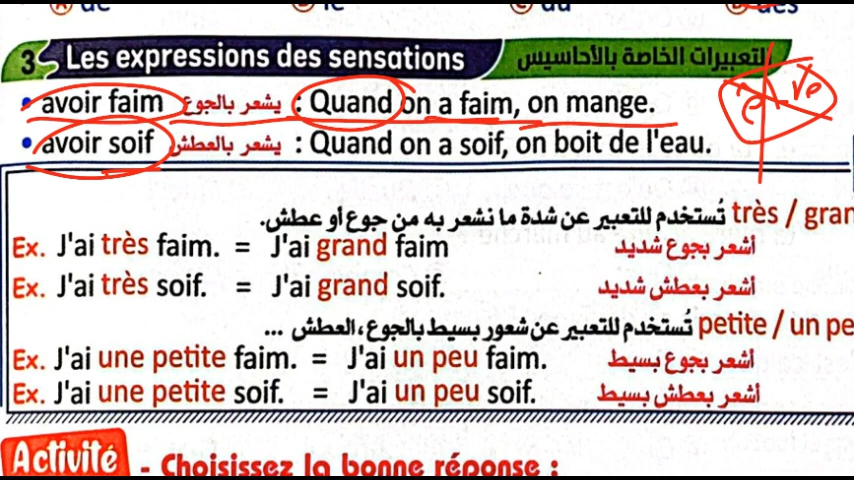 3 Les expressions des sensations التعبيرات الخاصة بالأحاسيس
• avoir faim يشعر بالجوع : Quand on a faim, on mange.
• avoir soif يشعر بالعطش : Quand on a soif, on boit de l'eau.
très / gran تُستخدم للتعبير عن شدة ما نشعر به من جوع أو عطش.
Ex. J'ai très faim. = J'ai grand faim أشعر بجوع شديد
Ex. J'ai très soif. = J'ai grand soif. أشعر بعطش شديد
petite / un pe تُستخدم للتعبير عن شعور بسيط بالجوع، العطش ...
Ex. J'ai une petite faim. = J'ai un peu faim. أشعر بجوع بسيط
Ex. J'ai une petite soif. = J'ai un peu soif. أشعر بعطش بسيط
Activité - Choisissez la bonne réponse :